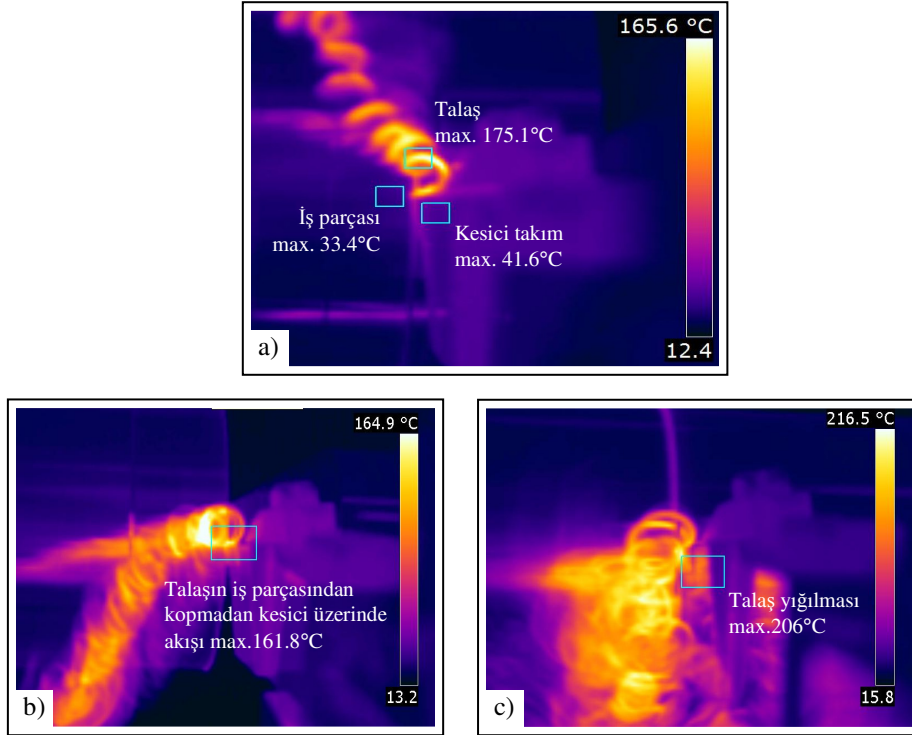 165.6 °C
Talaş
max. 175.1°C
İş parçası
max. 33.4°C
Kesici takım
max. 41.6°C
12.4
a)
164.9 °C
Talaşın iş parçasından
kopmadan kesici üzerinde
akışı max.161.8°C
13.2
b)
216.5 °C
Talaş yığılması
max.206°C
15.8
c)